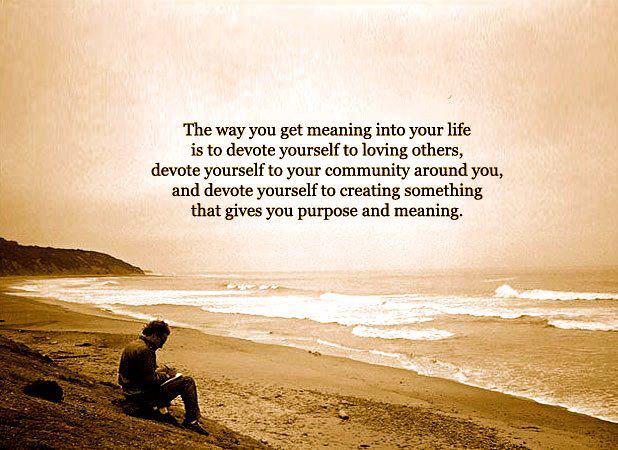 The way you get meaning into your life
is to devote yourself to loving others,
devote yourself to your community around you,
and devote yourself to creating something
that gives you purpose and meaning.